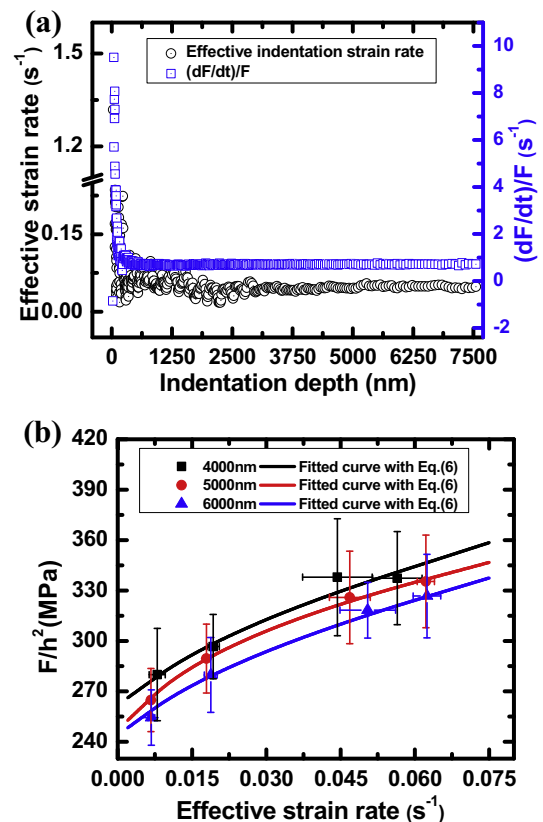 (a)
Effective indentation strain rate
(dF/dt)/F
Effective strain rate (s⁻¹)
1.5
1.2
0.15
0.00
(dF/dt)/F (s⁻¹)
10
8
6
4
2
0
-2
0 1250 2500 3750 5000 6250 7500
Indentation depth (nm)
(b)
4000nm Fitted curve with Eq.(6)
5000nm Fitted curve with Eq.(6)
6000nm Fitted curve with Eq.(6)
F/h² (MPa)
420
390
360
330
300
270
240
0.000 0.015 0.030 0.045 0.060 0.075
Effective strain rate (s⁻¹)